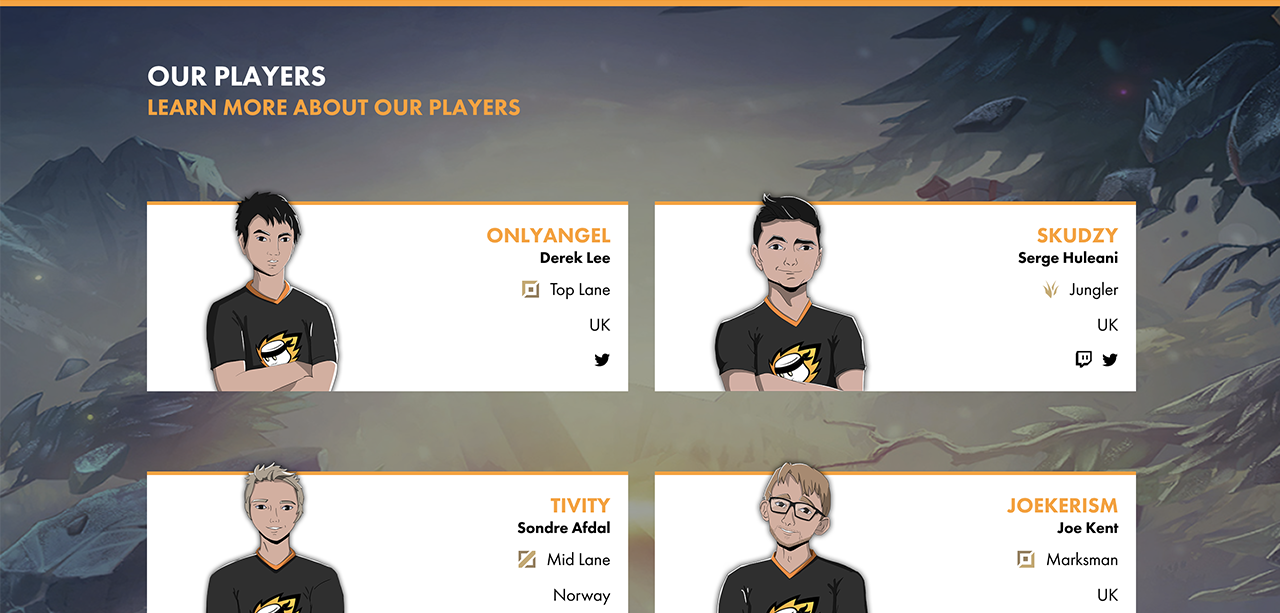 OUR PLAYERS
LEARN MORE ABOUT OUR PLAYERS
ONLYANGEL
Derek Lee
Top Lane
UK
SKUDZY
Serge Huleani
Jungler
UK
TIVITY
Sondre Afdal
Mid Lane
Norway
JOEKERISM
Joe Kent
Marksman
UK